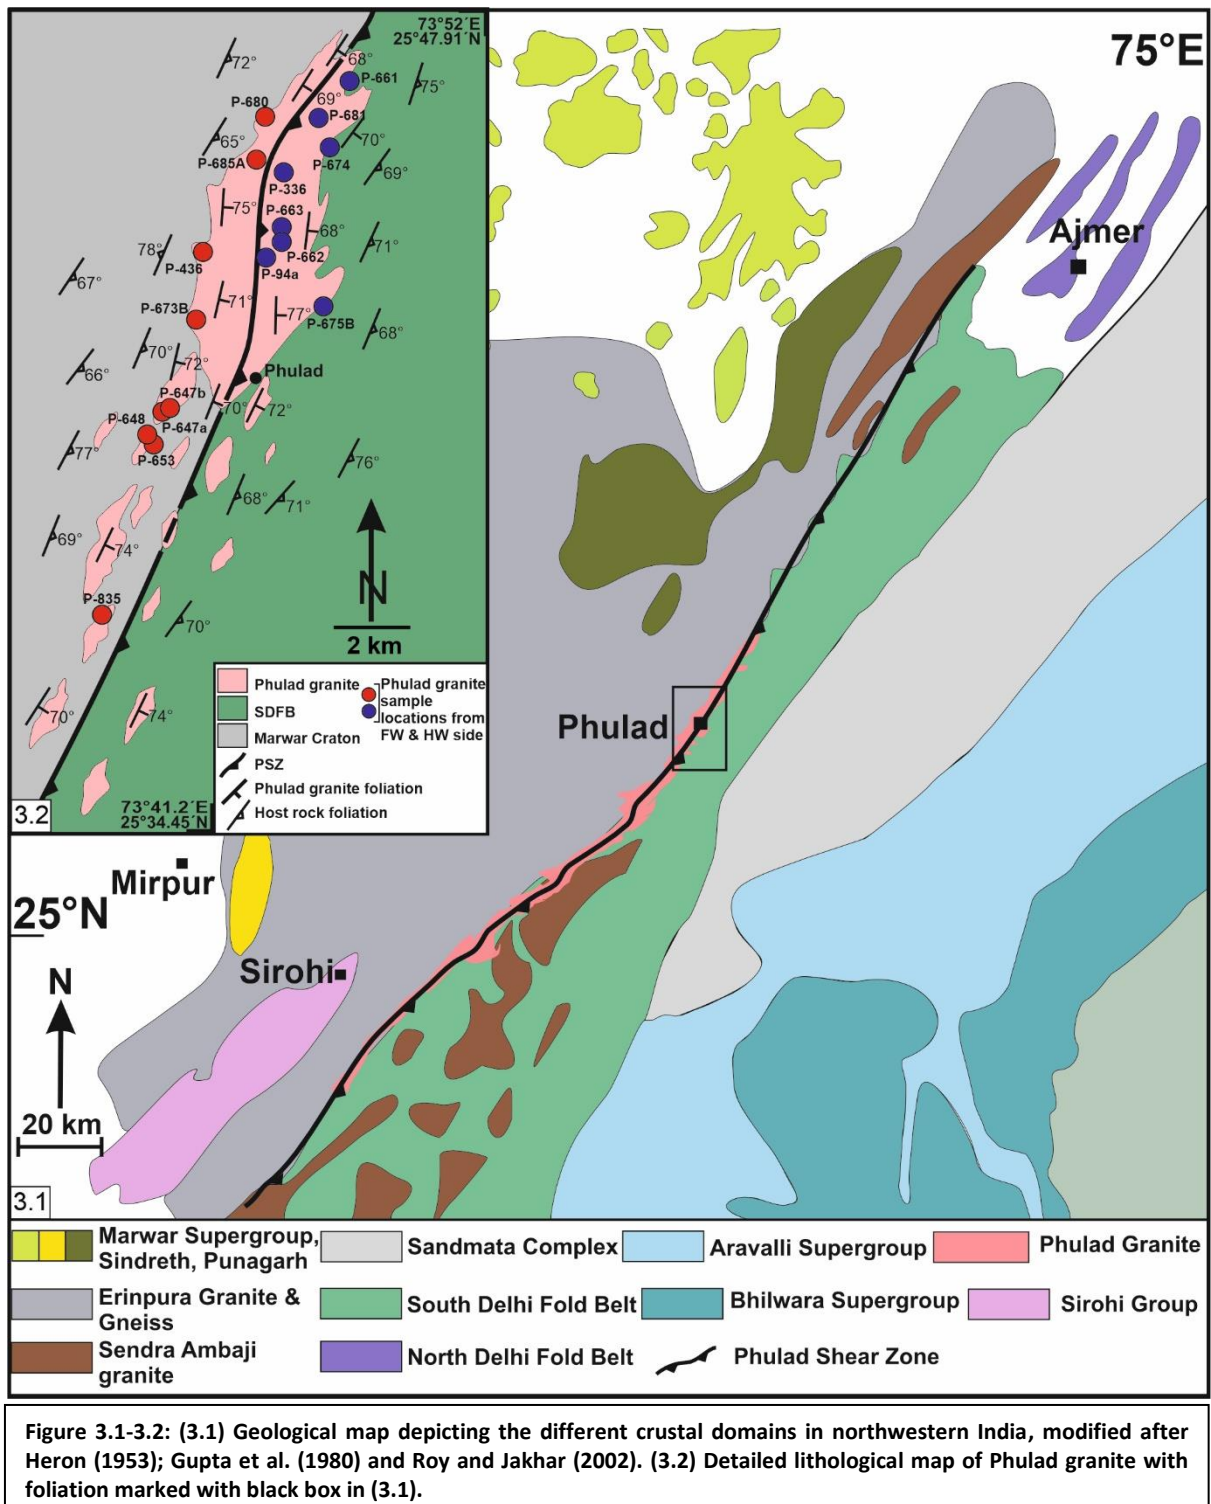 73°52´E
25°47.91´N
72°
68°
P-661
75°
P-680
69°
P-681
65°
70°
P-674
P-685A
69°
P-336
75°
P-663
68°
78°
71°
P-436
P-662
67°
P-94a
71°
P-673B
77°
P-675B
68°
70°
72°
66°
Phulad
P-647b
70°
72°
P-648
P-647a
77°
P-653
76°
68°
71°
69°
74°
N
P-835
70°
2 km
70°
74°
Phulad granite
SDFB
Marwar Craton
PSZ
Phulad granite foliation
Host rock foliation
Phulad granite
sample
locations from
FW & HW side
73°41.2´E
25°34.45´N
3.2
75°E
Ajmer
Phulad
Mirpur
25°N
Sirohi
N
20 km
3.1
Marwar Supergroup,
Sindreth, Punagarh
Sandmata Complex
Aravalli Supergroup
Phulad Granite
Erinpura Granite &
Gneiss
South Delhi Fold Belt
Bhilwara Supergroup
Sirohi Group
Sendra Ambaji
granite
North Delhi Fold Belt
Phulad Shear Zone
Figure 3.1-3.2: (3.1) Geological map depicting the different crustal domains in northwestern India, modified after
Heron (1953); Gupta et al. (1980) and Roy and Jakhar (2002). (3.2) Detailed lithological map of Phulad granite with
foliation marked with black box in (3.1).